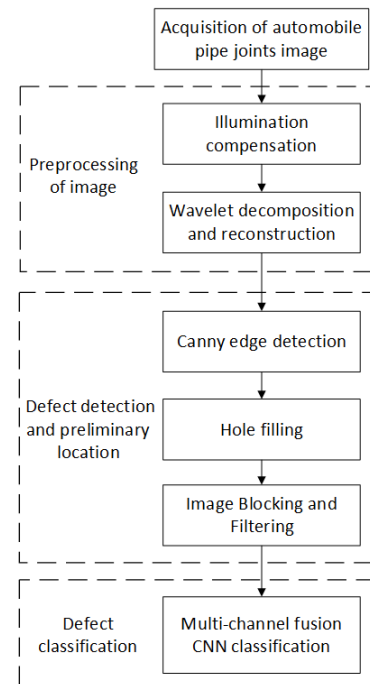 Acquisition of automobile
pipe joints image
Preprocessing
of image
Illumination
compensation
Wavelet decomposition
and reconstruction
Defect detection
and preliminary
location
Canny edge detection
Hole filling
Image Blocking and
Filtering
Defect
classification
Multi-channel fusion
CNN classification